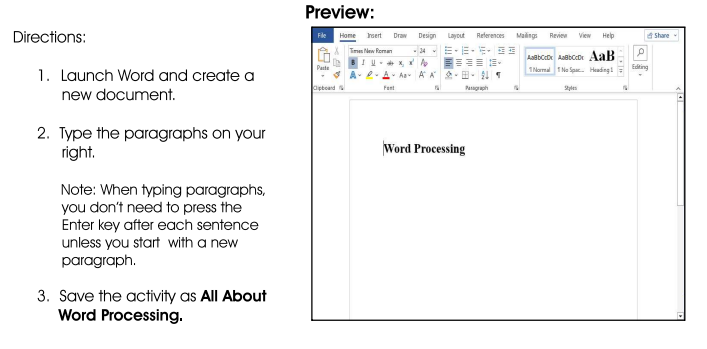 Directions:
1. Launch Word and create a
new document.
2. Type the paragraphs on your
right.
Note: When typing paragraphs,
you don't need to press the
Enter key after each sentence
unless you start with a new
paragraph.
3. Save the activity as All About
Word Processing.
Preview:
File Home Insert Draw Design Layout References Mailings Review View Help Share
Times New Roman 24
AaBbCcDc AaBbCcDc AaB
Paste
B I U ab x, x' A
¶ Normal ¶ No Spac... Heading 1
Editing
A A Aa A A
Clipboard Font Paragraph Styles
Word Processing